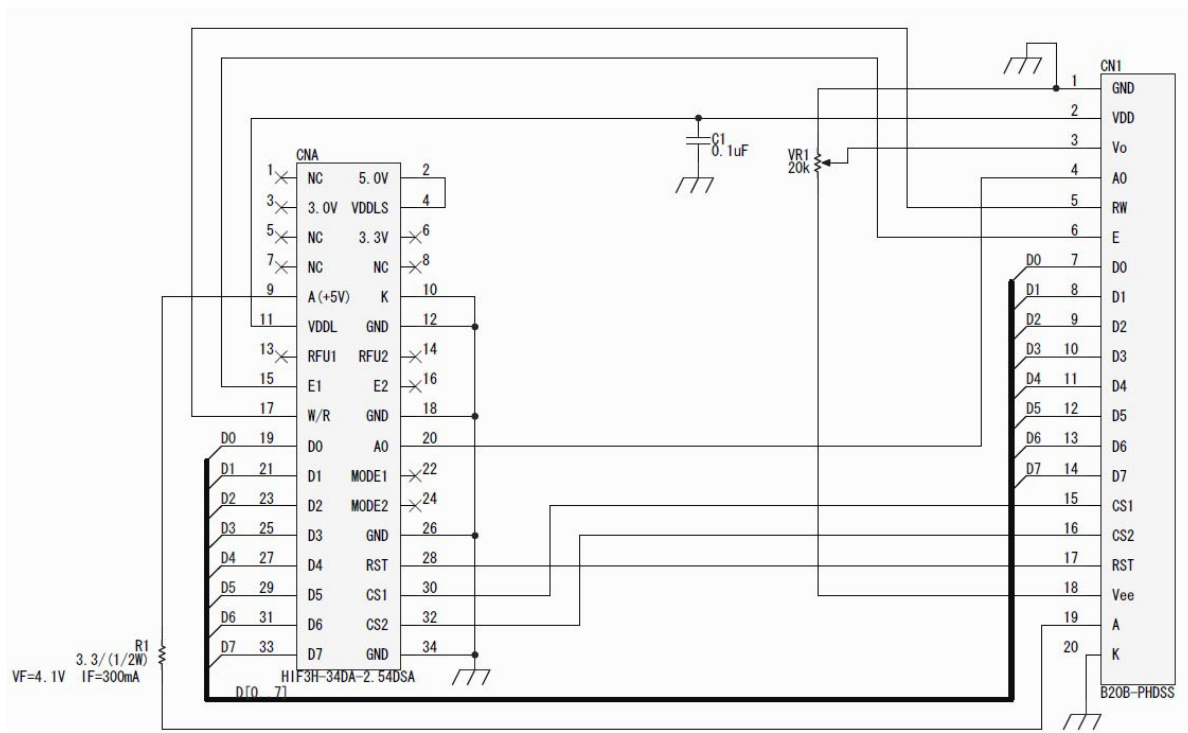 CN1
1 GND
2 VDD
3 Vo
4 A0
5 RW
6 E
D0 7 D0
D1 8 D1
D2 9 D2
D3 10 D3
D4 11 D4
D5 12 D5
D6 13 D6
D7 14 D7
15 CS1
16 CS2
17 RST
18 Vee
19 A
20 K
B20B-PHDSS
C1
0.1uF
VR1
20k
CNA
1 NC 5.0V 2
3 3.0V VDDLS 4
5 NC 3.3V 6
7 NC NC 8
9 A(+5V) K 10
11 VDDL GND 12
13 RFU1 RFU2 14
15 E1 E2 16
17 W/R GND 18
D0 19 D0 A0 20
D1 21 D1 MODE1 22
D2 23 D2 MODE2 24
D3 25 D3 GND 26
D4 27 D4 RST 28
D5 29 D5 CS1 30
D6 31 D6 CS2 32
D7 33 D7 GND 34
HIF3H-34DA-2.54DSA
D[0..7]
R1
3.3/(1/2W)
VF=4.1V IF=300mA